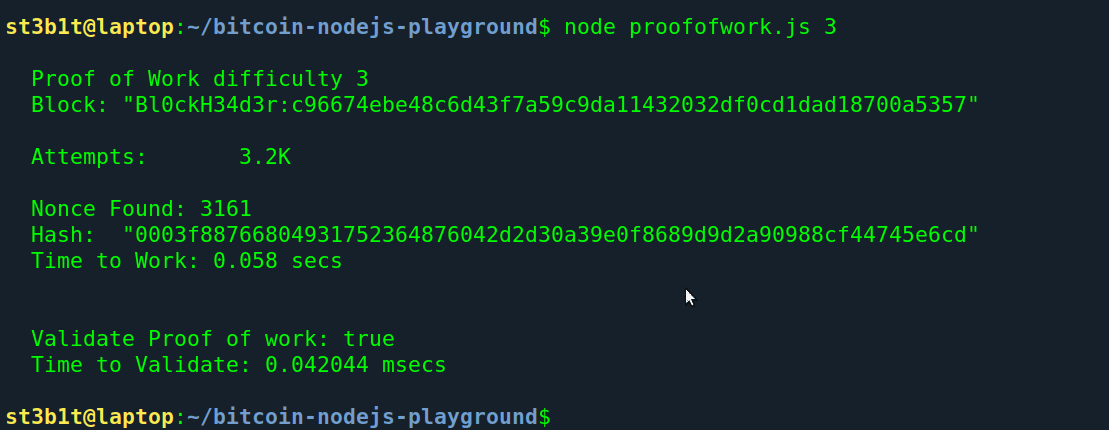 st3b1t@laptop:~/bitcoin-nodejs-playground$ node proofofwork.js 3
Proof of Work difficulty 3
Block: "Bl0ckH34d3r:c96674ebe48c6d43f7a59c9da11432032df0cd1dad18700a5357"
Attempts: 3.2K
Nonce Found: 3161
Hash: "0003f88766804931752364876042d2d30a39e0f8689d9d2a90988cf44745e6cd"
Time to Work: 0.058 secs
Validate Proof of work: true
Time to Validate: 0.042044 msecs
st3b1t@laptop:~/bitcoin-nodejs-playground$